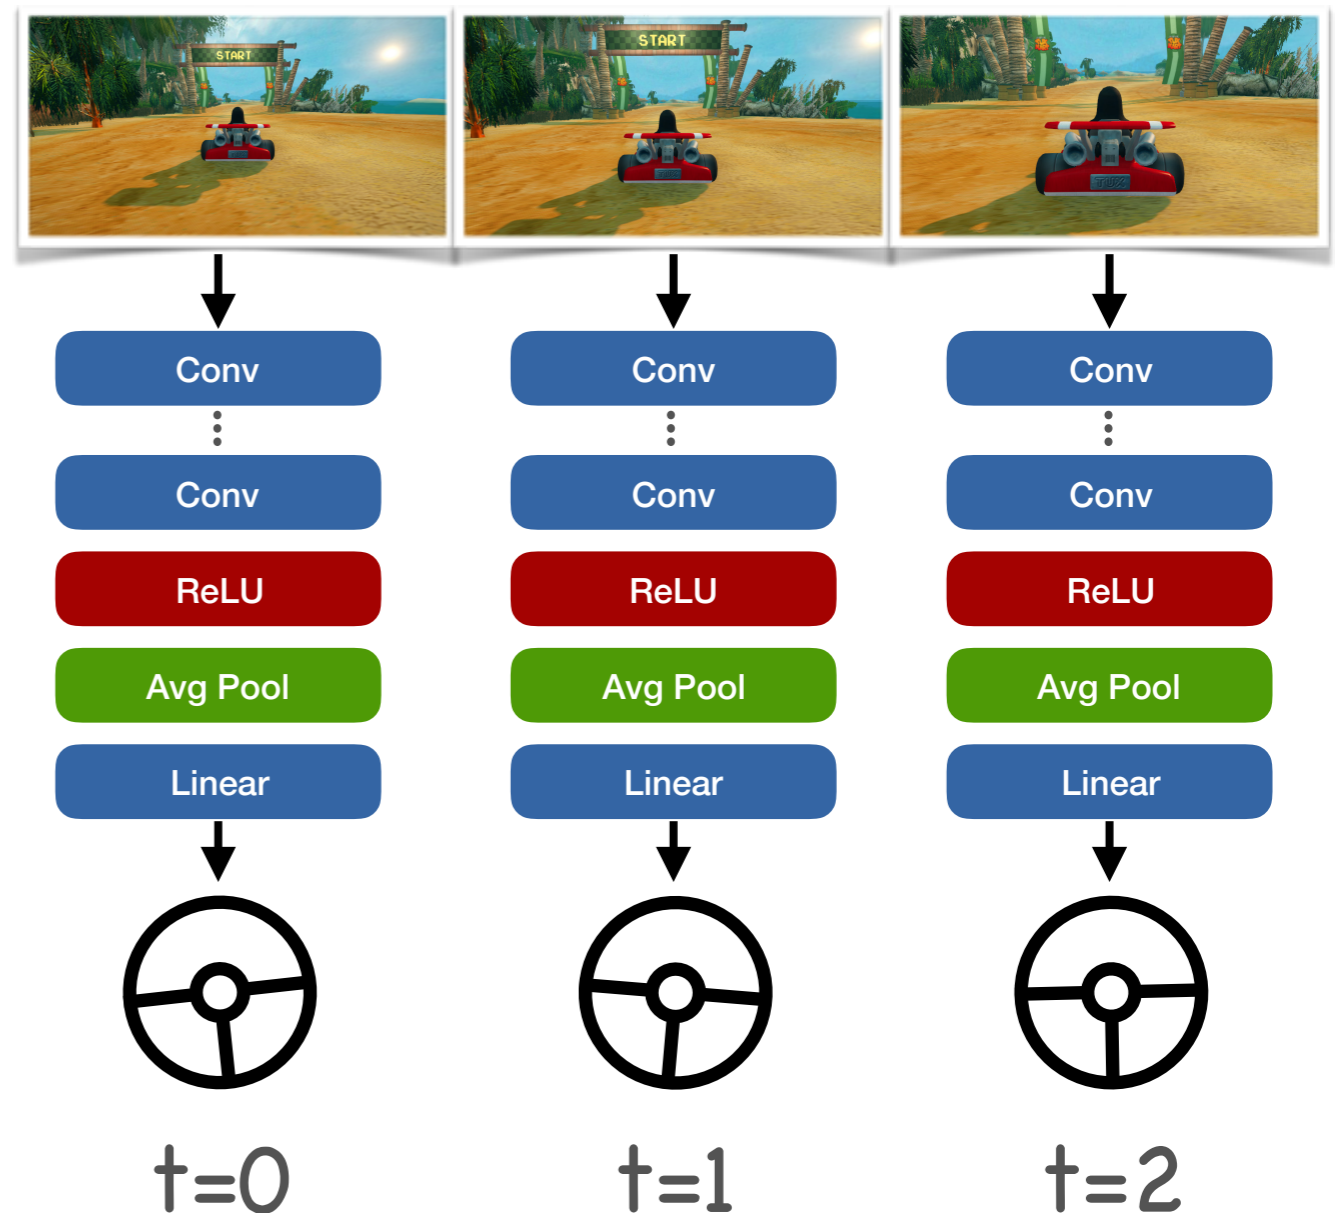 START
START
TUX
Conv
Conv
Conv
Conv
Conv
Conv
ReLU
ReLU
ReLU
Avg Pool
Avg Pool
Avg Pool
Linear
Linear
Linear
t=0
t=1
t=2